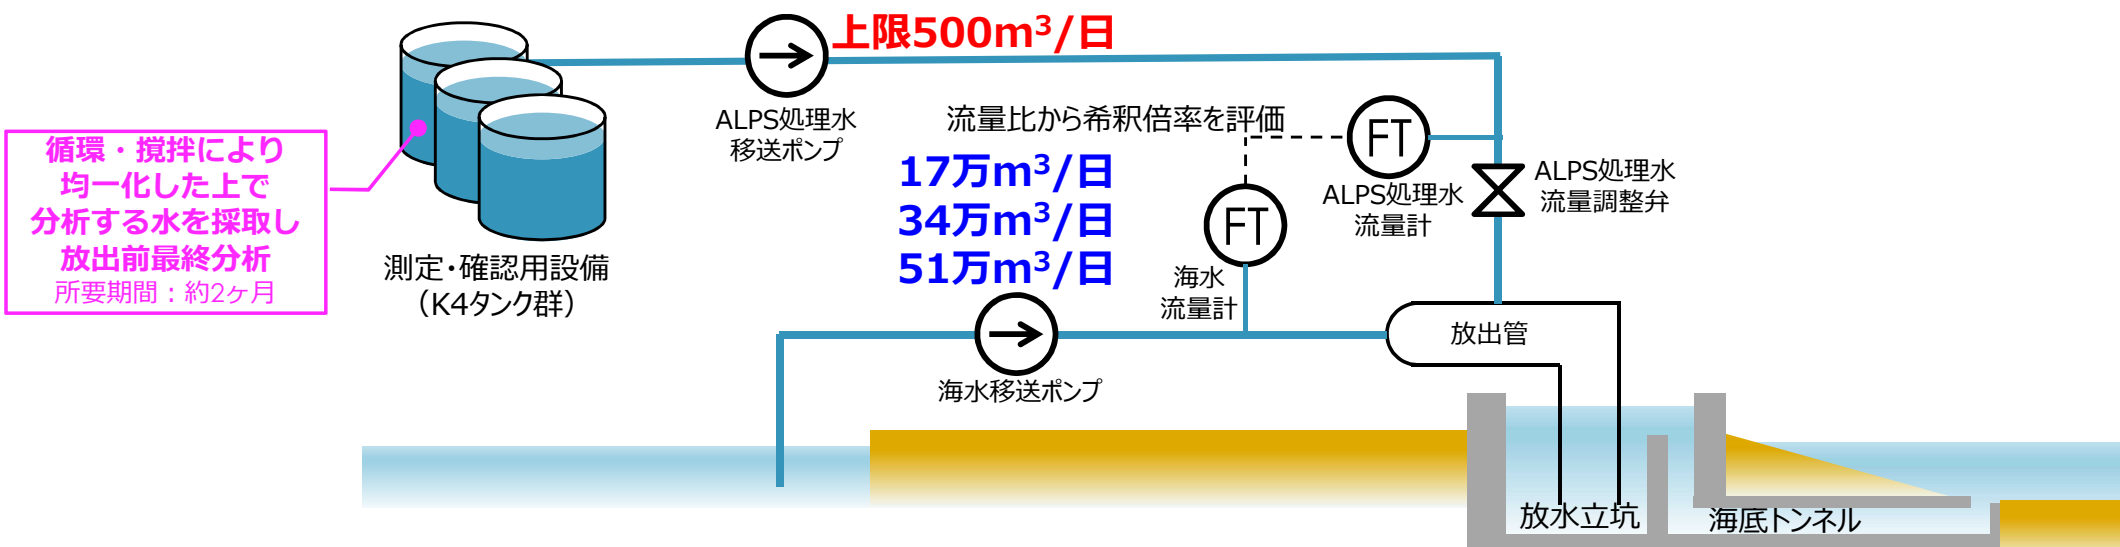 上限500m³/日
ALPS処理水
移送ポンプ
流量比から希釈倍率を評価
17万m³/日
34万m³/日
51万m³/日
FT
ALPS処理水
流量計
ALPS処理水
流量調整弁
FT
海水
流量計
循環・撹拌により
均一化した上で
分析する水を採取し
放出前最終分析
所要期間：約2ヶ月
測定・確認用設備
（K4タンク群）
海水移送ポンプ
放出管
放水立坑
海底トンネル